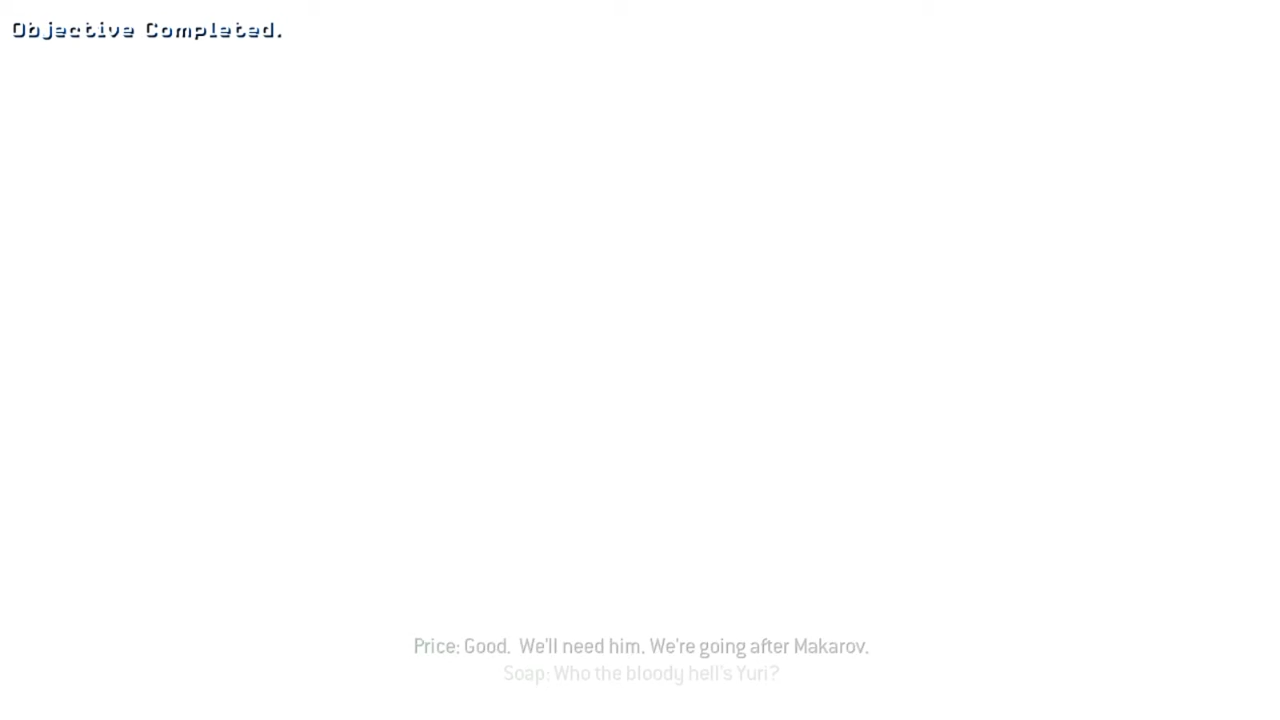 Objective Completed.
Price: Good.  We'll need him. We're going after Makarov.
Soap: Who the bloody hell's Yuri?